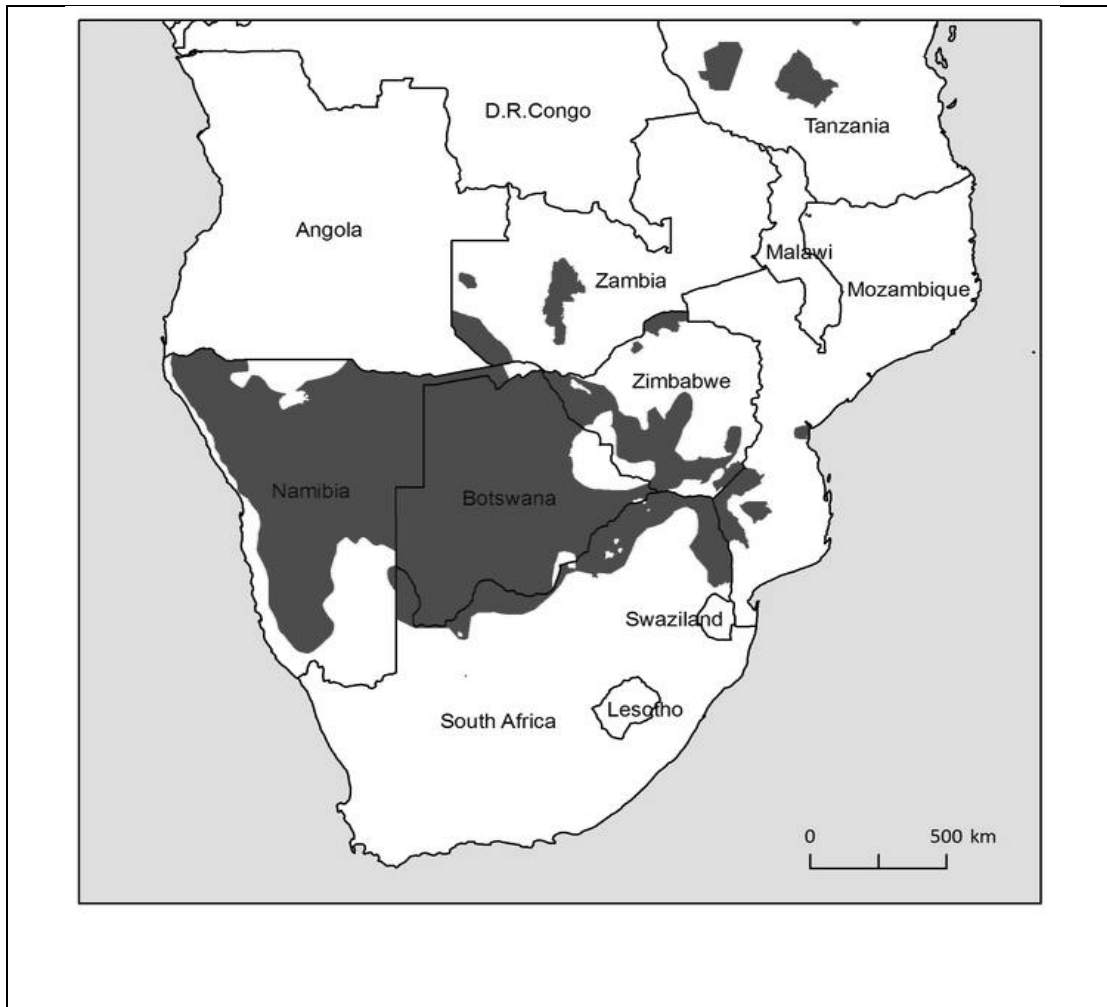 D.R.Congo
Tanzania
Angola
Malawi
Zambia
Mozambique
Zimbabwe
Namibia
Botswana
Swaziland
Lesotho
South Africa
0 500 km